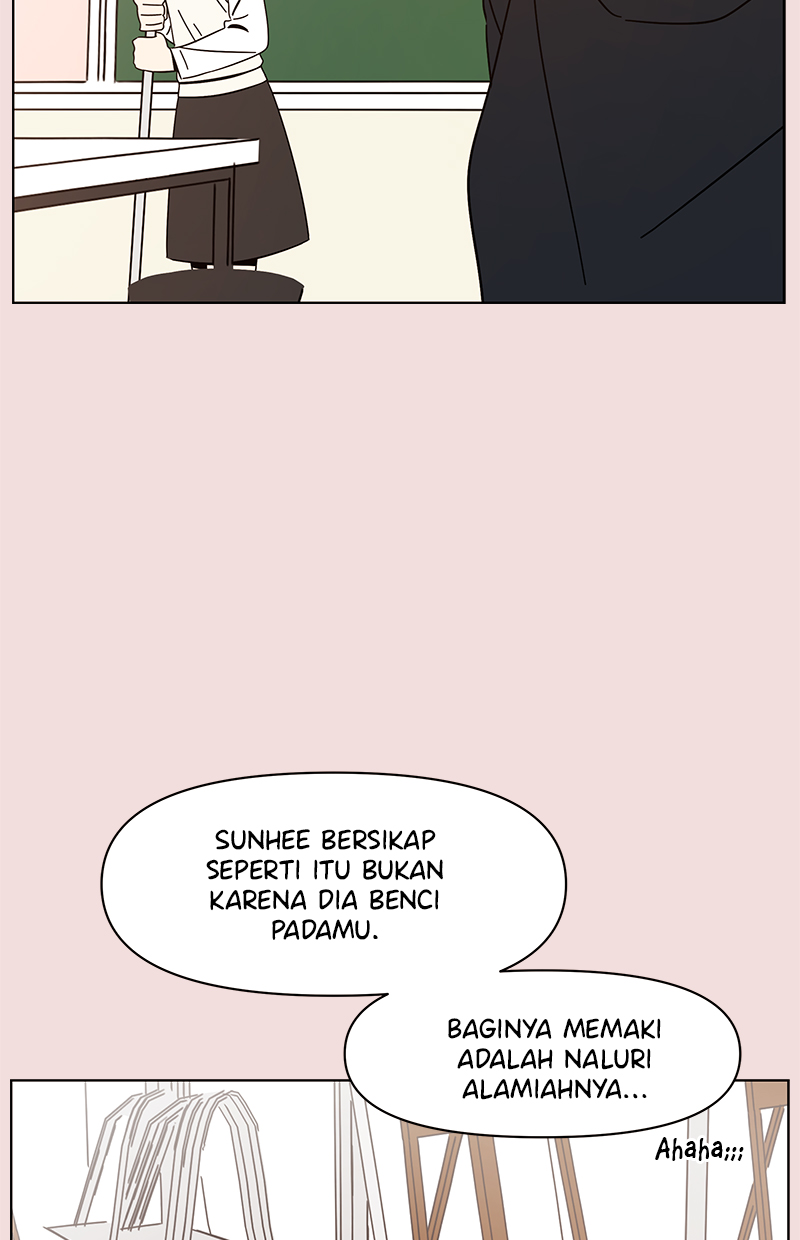 SUNHEE BERSIKAP
SEPERTI ITU BUKAN
KARENA DIA BENCI
PADAMU.
BAGINYA MEMAKI
ADALAH NALURI
ALAMIAHNYA...
Ahaha;;;